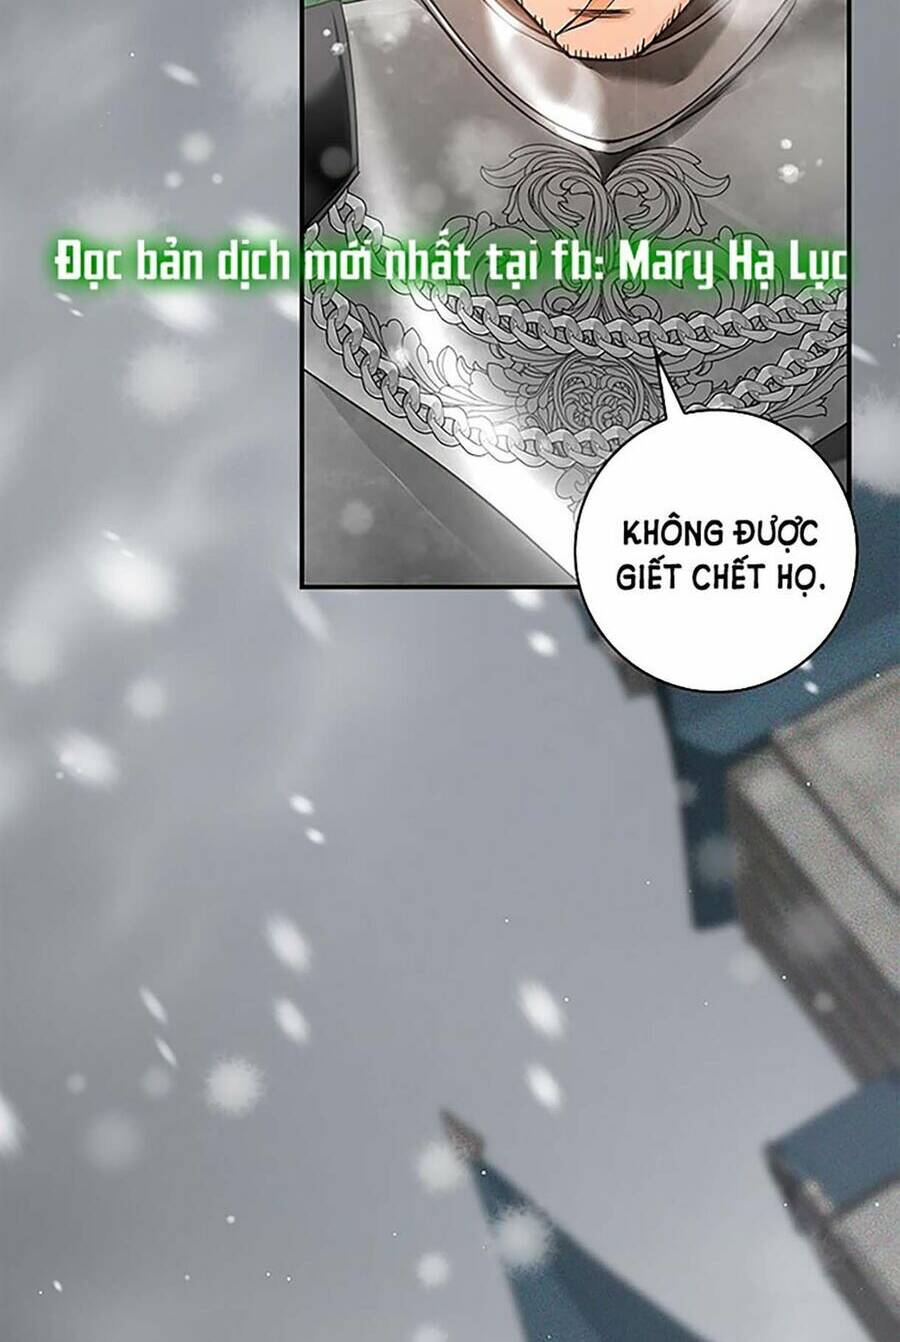 Đọc bản dịch mới nhất tại fb: Mary Hạ Lục
KHÔNG ĐƯỢC
GIẾT CHẾT HỌ.